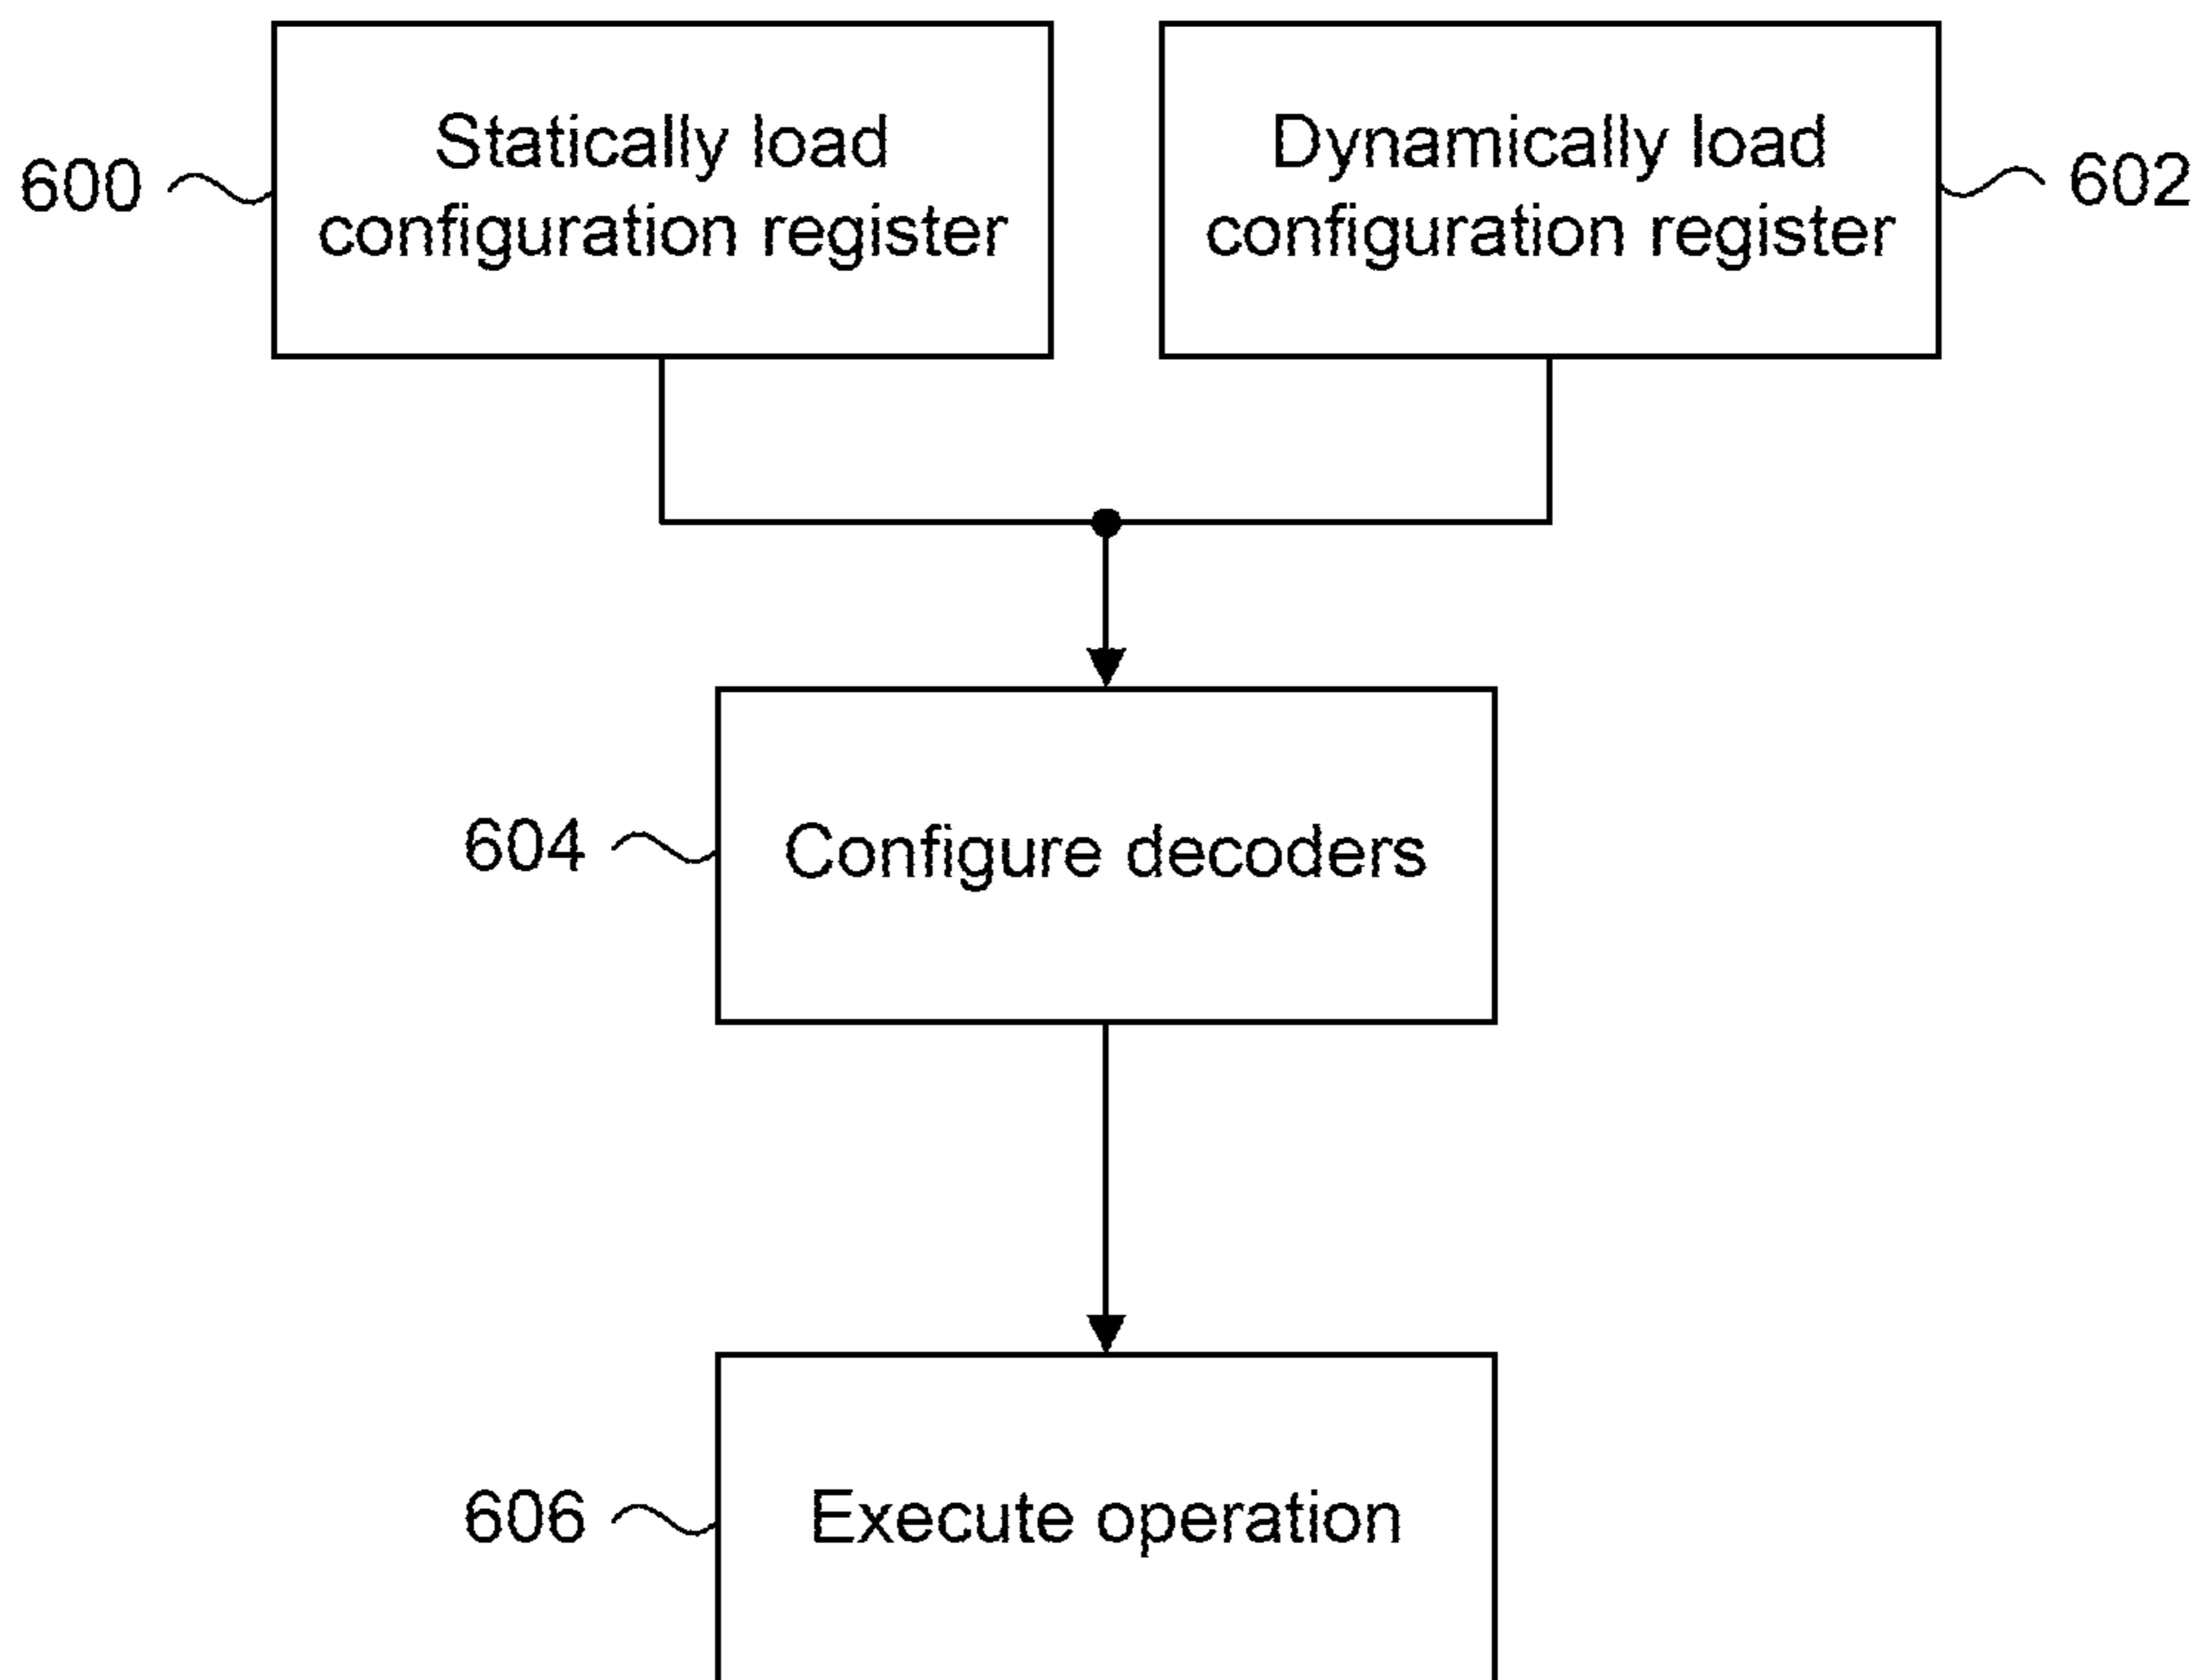 600
Statically load
configuration register
Dynamically load
configuration register
602
604
Configure decoders
606
Execute operation